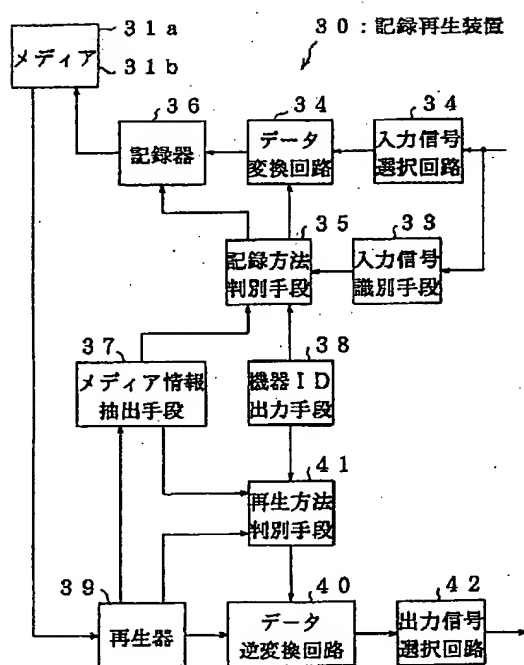 31a
30:記録再生装置
メディア
31b
36
34
34
記録器
データ
変換回路
入力信号
選択回路
35
33
記録方法
判別手段
入力信号
識別手段
37
38
メディア情報
抽出手段
機器ID
出力手段
41
再生方法
判別手段
39
40
42
再生器
データ
逆変換回路
出力信号
選択回路